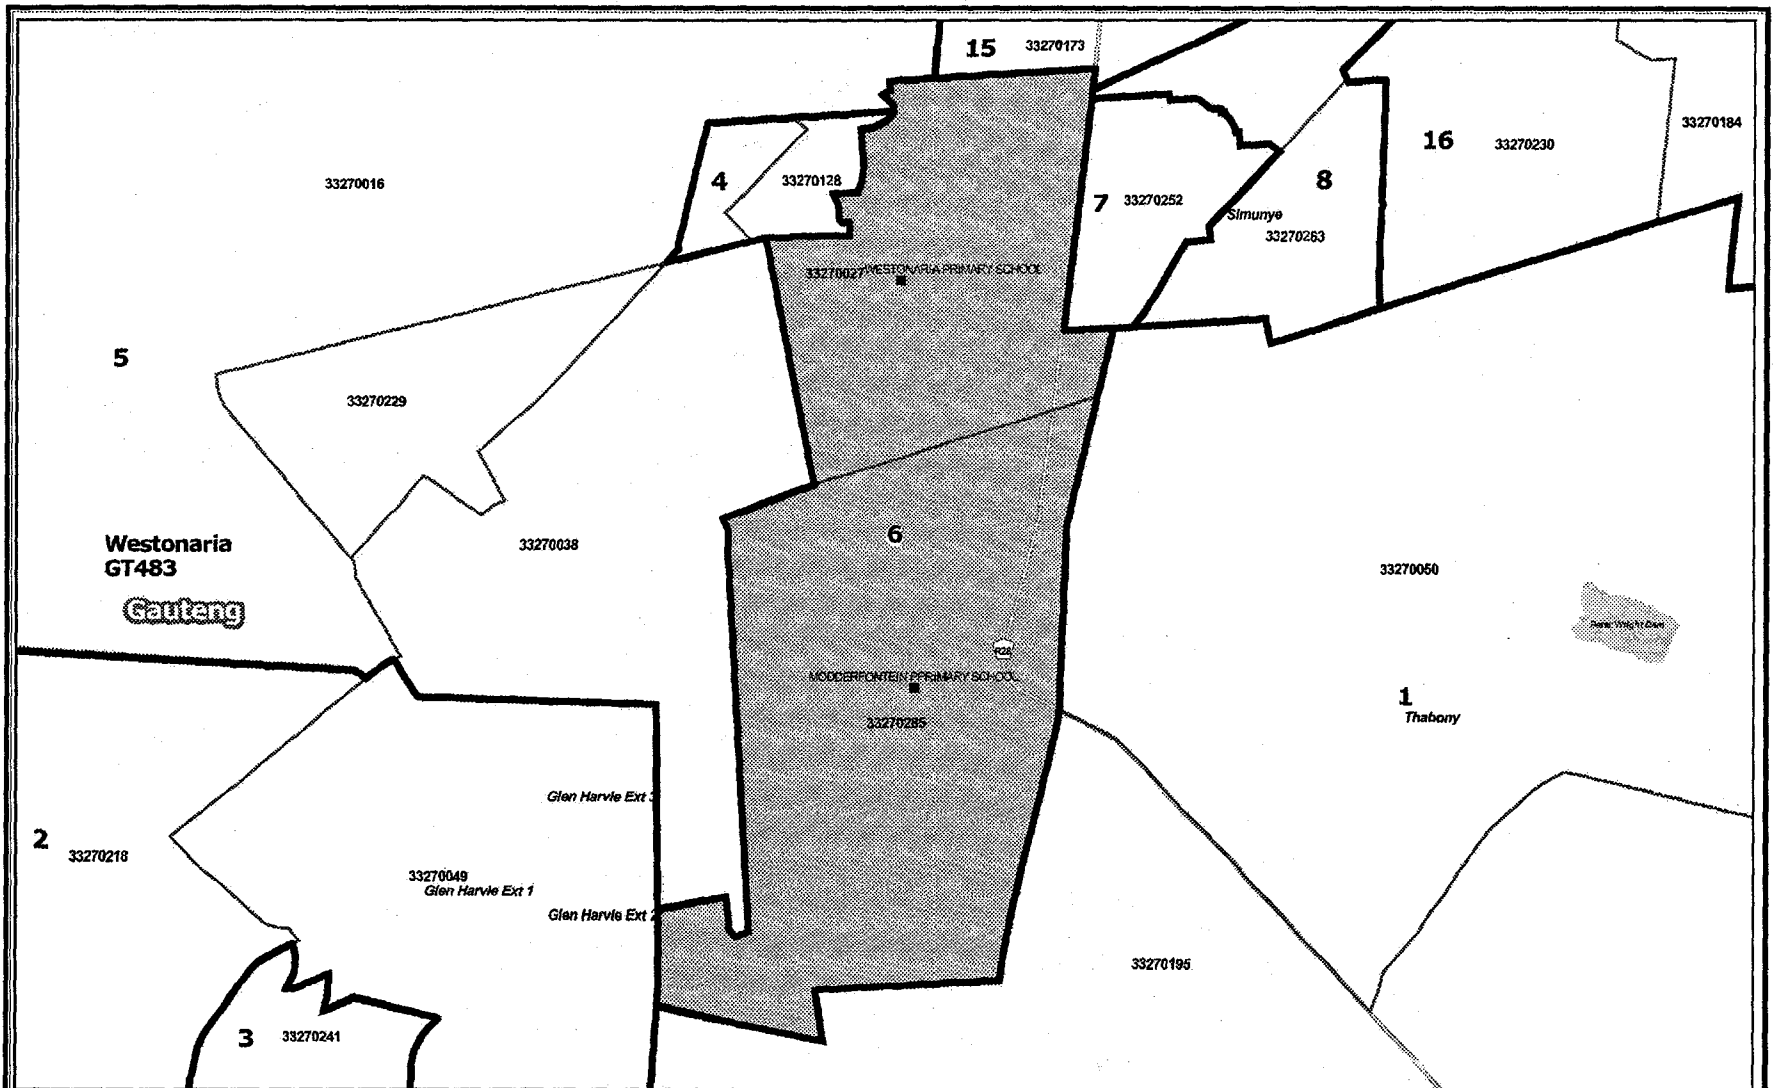 15 33270173
33270184
16 33270230
33270016
4 33270128
8
7 33270252
Simunye
33270263
33270027 WESTONARIA PRIMARY SCHOOL
5
33270229
Westonaria
GT483
33270038
6
33270050
Gauteng
R28
MODDERFONTEIN PPRIMARY SCHOOL
33270285
1
Thabony
Glen Harvie Ext 3
2
33270218
33270049
Glen Harvie Ext 1
Glen Harvie Ext 2
33270195
3 33270241